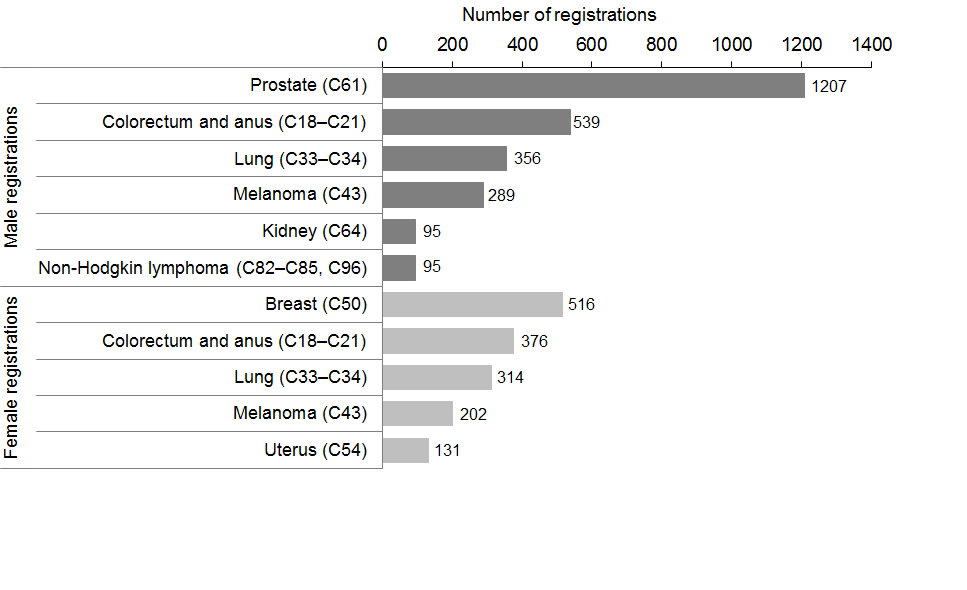 Number of registrations
0 200 400 600 800 1000 1200 1400
Male registrations
Prostate (C61) 1207
Colorectum and anus (C18–C21) 539
Lung (C33–C34) 356
Melanoma (C43) 289
Kidney (C64) 95
Non-Hodgkin lymphoma (C82–C85, C96) 95
Female registrations
Breast (C50) 516
Colorectum and anus (C18–C21) 376
Lung (C33–C34) 314
Melanoma (C43) 202
Uterus (C54) 131